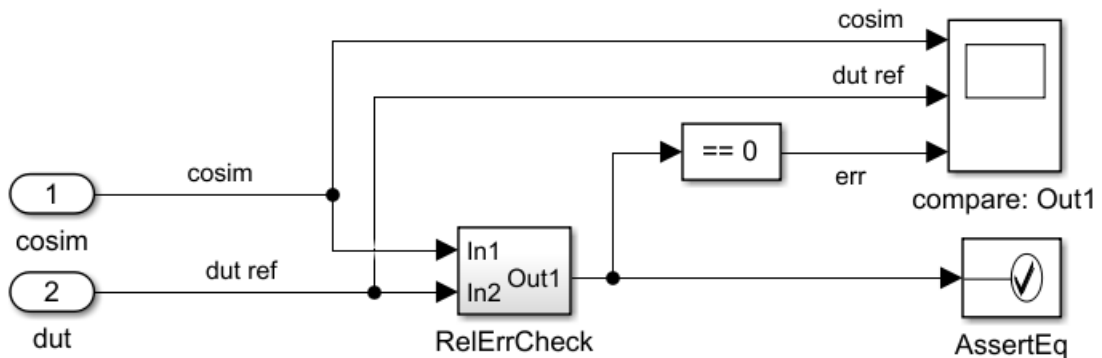 cosim
dut ref
== 0
cosim
err
1
compare: Out1
cosim
In1
dut ref
Out1
2
In2
dut
RelErrCheck
AssertEq